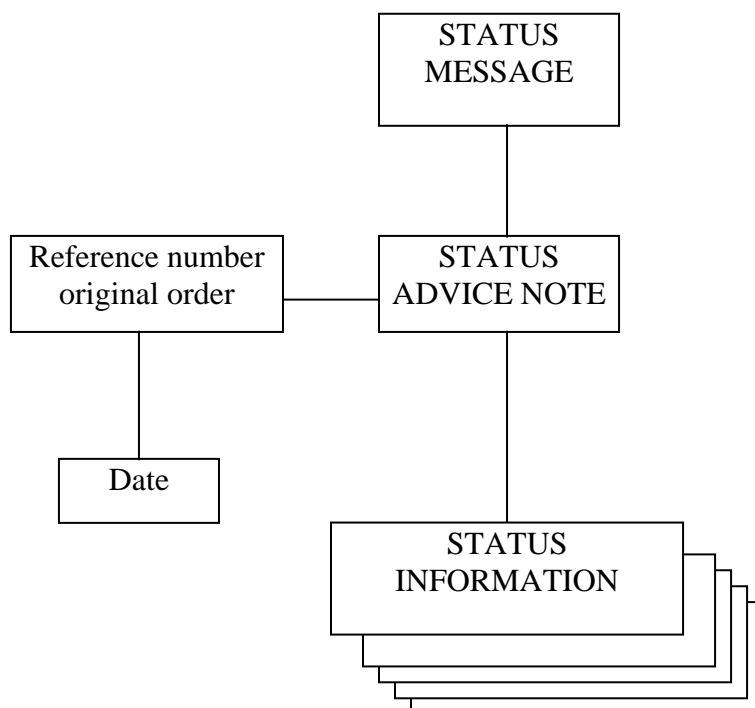 STATUS
MESSAGE
Reference number
original order
STATUS
ADVICE NOTE
Date
STATUS
INFORMATION